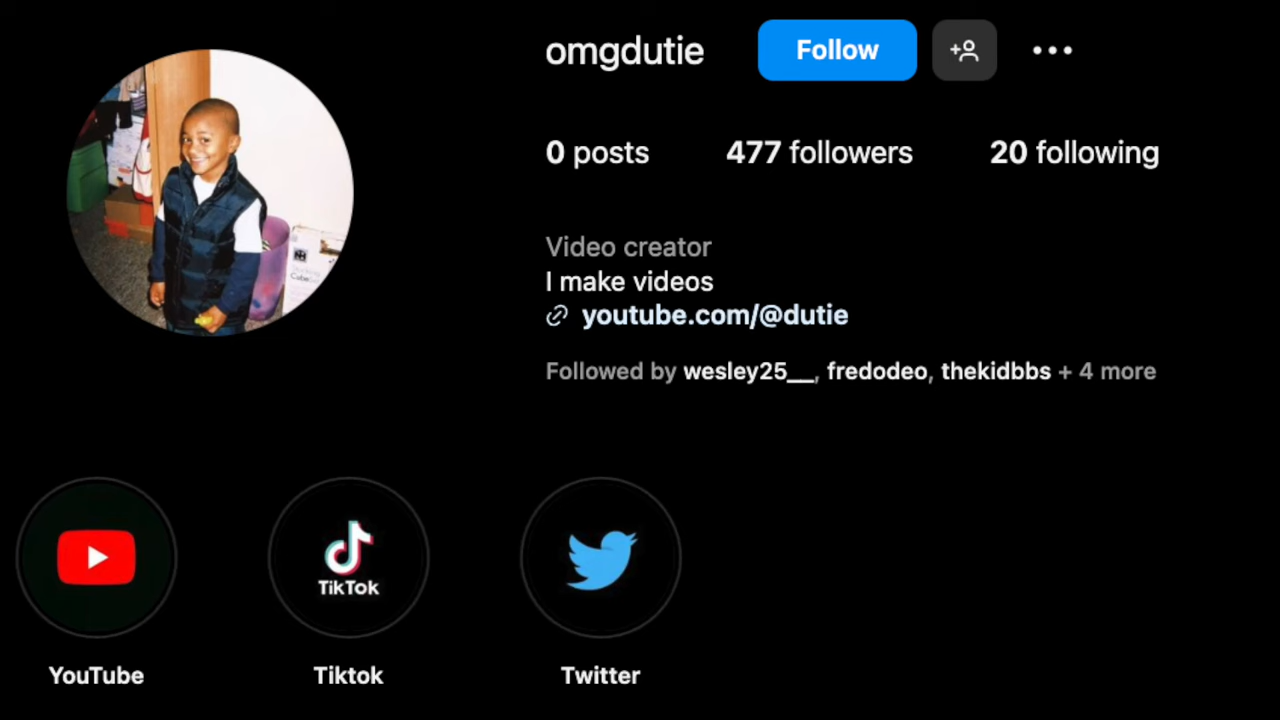 omgdutie Follow
0 posts 477 followers 20 following
Video creator
I make videos
youtube.com/@dutie
Followed by wesley25__, fredodeo, thekidbbs + 4 more
TikTok
YouTube Tiktok Twitter